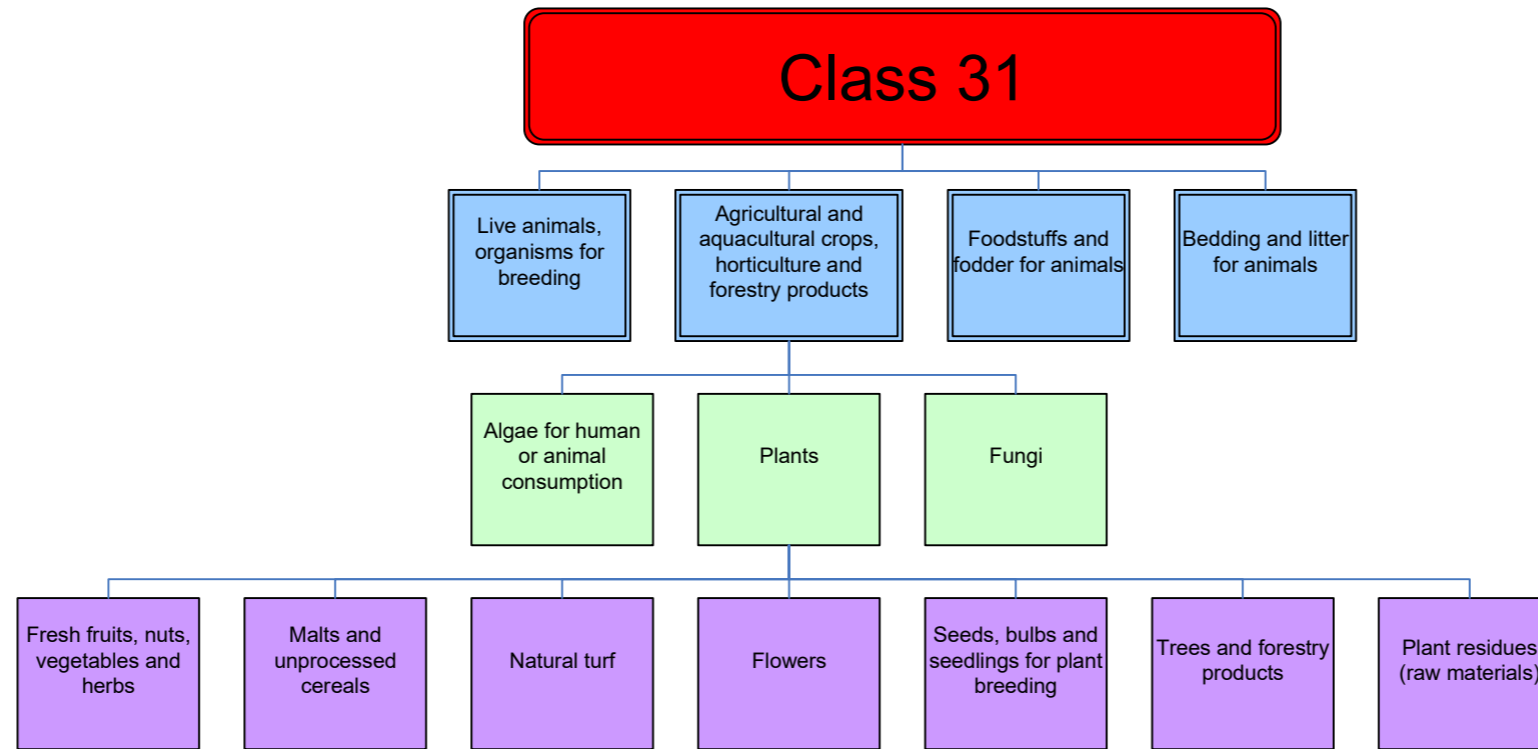 Class 31
Live animals,
organisms for
breeding
Agricultural and
aquacultural crops,
horticulture and
forestry products
Foodstuffs and
fodder for animals
Bedding and litter
for animals
Algae for human
or animal
consumption
Plants
Fungi
Fresh fruits, nuts,
vegetables and
herbs
Malts and
unprocessed
cereals
Natural turf
Flowers
Seeds, bulbs and
seedlings for plant
breeding
Trees and forestry
products
Plant residues
(raw materials)